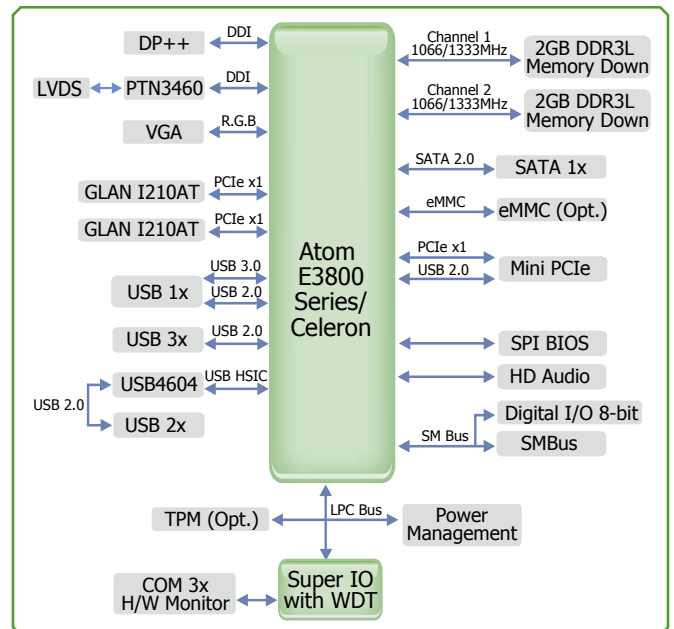 DP++
DDI
LVDS
PTN3460
DDI
VGA
R.G.B
GLAN I210AT
PCIe x1
GLAN I210AT
PCIe x1
USB 1x
USB 3.0
USB 2.0
USB 3x
USB 2.0
USB4604
USB HSIC
USB 2.0
USB 2x
Atom
E3800
Series/
Celeron
Channel 1
1066/1333MHz
2GB DDR3L
Memory Down
Channel 2
1066/1333MHz
2GB DDR3L
Memory Down
SATA 2.0
SATA 1x
eMMC
eMMC (Opt.)
PCIe x1
USB 2.0
Mini PCIe
SPI BIOS
HD Audio
Digital I/O 8-bit
SM Bus
SMBus
TPM (Opt.)
LPC Bus
Power
Management
COM 3x
H/W Monitor
Super IO
with WDT